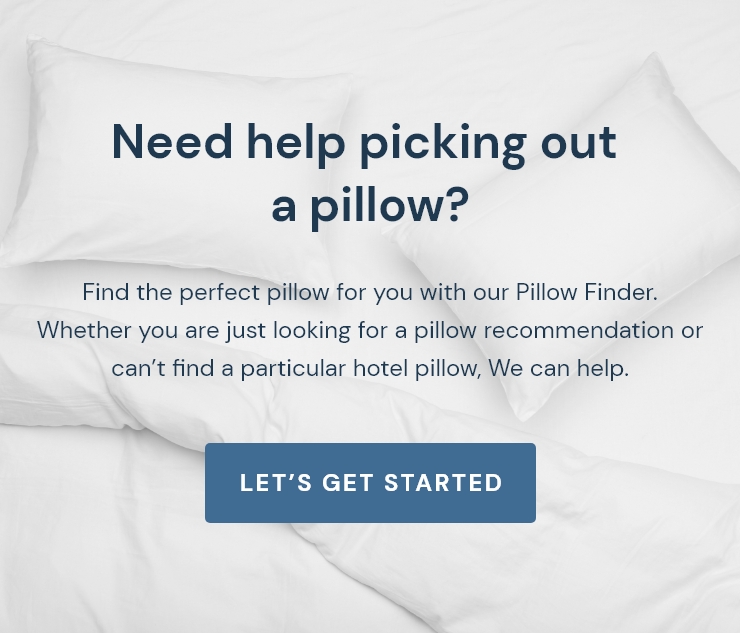 Need help picking out
a pillow?
Find the perfect pillow for you with our Pillow Finder.
Whether you are just looking for a pillow recommendation or
can’t find a particular hotel pillow, We can help.
LET’S GET STARTED